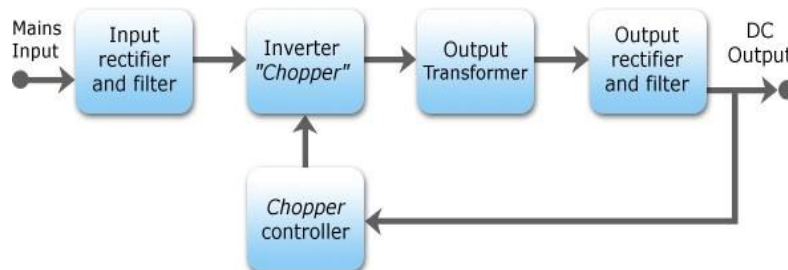 Mains
Input
Input
rectifier
and filter
Inverter
"Chopper"
Output
Transformer
Output
rectifier
and filter
DC
Output
Chopper
controller